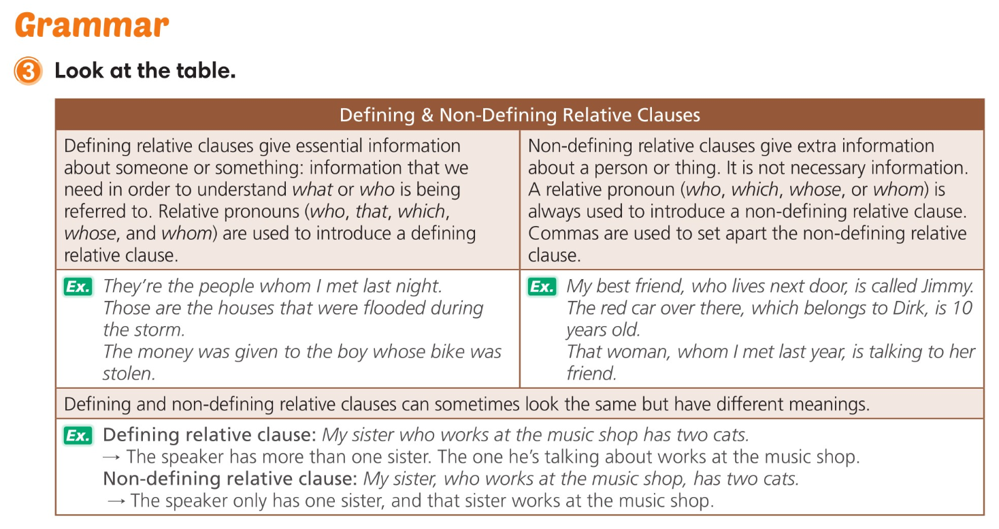 Grammar
3 Look at the table.
Defining & Non-Defining Relative Clauses
Defining relative clauses give essential information
about someone or something: information that we
need in order to understand what or who is being
referred to. Relative pronouns (who, that, which,
whose, and whom) are used to introduce a defining
relative clause.
Non-defining relative clauses give extra information
about a person or thing. It is not necessary information.
A relative pronoun (who, which, whose, or whom) is
always used to introduce a non-defining relative clause.
Commas are used to set apart the non-defining relative
clause.
Ex. They're the people whom I met last night.
Those are the houses that were flooded during
the storm.
The money was given to the boy whose bike was
stolen.
Ex. My best friend, who lives next door, is called Jimmy.
The red car over there, which belongs to Dirk, is 10
years old.
That woman, whom I met last year, is talking to her
friend.
Defining and non-defining relative clauses can sometimes look the same but have different meanings.
Ex. Defining relative clause: My sister who works at the music shop has two cats.
→ The speaker has more than one sister. The one he's talking about works at the music shop.
Non-defining relative clause: My sister, who works at the music shop, has two cats.
→ The speaker only has one sister, and that sister works at the music shop.